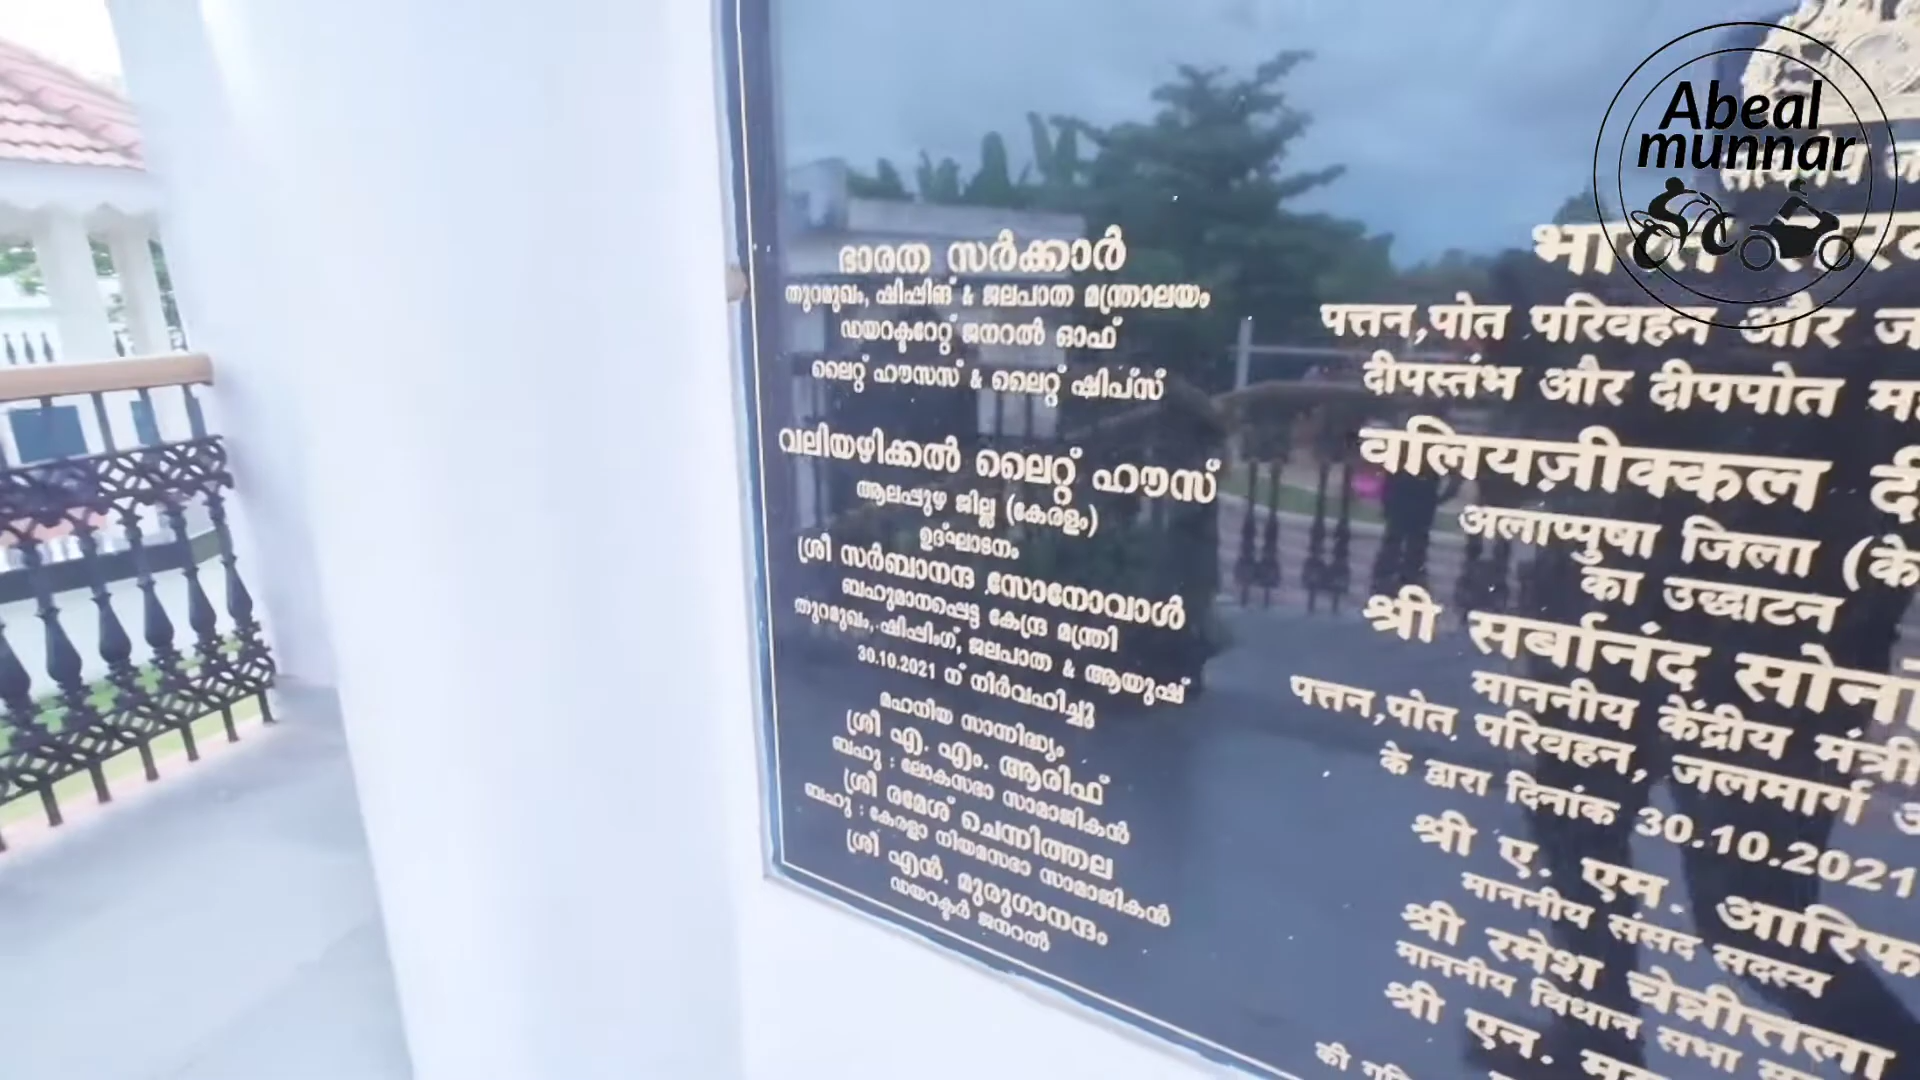 Abeal
munnar
ഭാരത സർക്കാർ
തുറമുഖം, ഷിപ്പിങ് & ജലപാത മന്ത്രാലയം
ഡയറക്ടറേറ്റ് ജനറൽ ഓഫ്
ലൈറ്റ് ഹൗസസ് & ലൈറ്റ് ഷിപ്സ്
വലിയഴിക്കൽ ലൈറ്റ് ഹൗസ്
ആലപ്പുഴ ജില്ല (കേരളം)
ഉദ്ഘാടനം
ശ്രീ സർബാനന്ദ സോനോവാൾ
ബഹുമാനപ്പെട്ട കേന്ദ്ര മന്ത്രി
തുറമുഖം, ഷിപ്പിംഗ്, ജലപാത & ആയുഷ്
30.10.2021 ന് നിർവഹിച്ചു
മഹനീയ സാന്നിദ്ധ്യം
ശ്രീ എ. എം. ആരിഫ്
ബഹു : ലോകസഭാ സാമാജികൻ
ശ്രീ രമേശ് ചെന്നിത്തല
ബഹു : കേരളാ നിയമസഭാ സാമാജികൻ
ശ്രീ എൻ. മുരുഗാനന്ദം
ഡയറക്ടർ ജനറൽ
पत्तन,पोत परिवहन और
दीपस्तंभ और दीपपोत
वलियज़ीक्कल
अलाप्पुषा जिला
का उद्घाटन
श्री सर्बानंद
माननीय केंद्रीय मंत्री
पत्तन,पोत परिवहन, जलमार्ग
के द्वारा दिनांक 30.10.2021
श्री ए. एम. आरिफ
माननीय संसद सदस्य
श्री रमेश चेन्नीत्तला
माननीय विधान सभा
श्री एन.
की